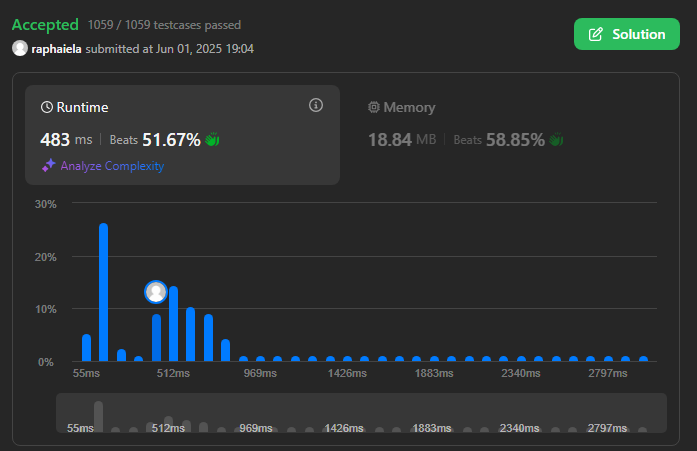 Accepted 1059 / 1059 testcases passed
raphaiela submitted at Jun 01, 2025 19:04
Solution
Runtime
483 ms Beats 51.67%
Analyze Complexity
Memory
18.84 MB Beats 58.85%
30%
20%
10%
0%
55ms 512ms 969ms 1426ms 1883ms 2340ms 2797ms
55ms 512ms 969ms 1426ms 1883ms 2340ms 2797ms